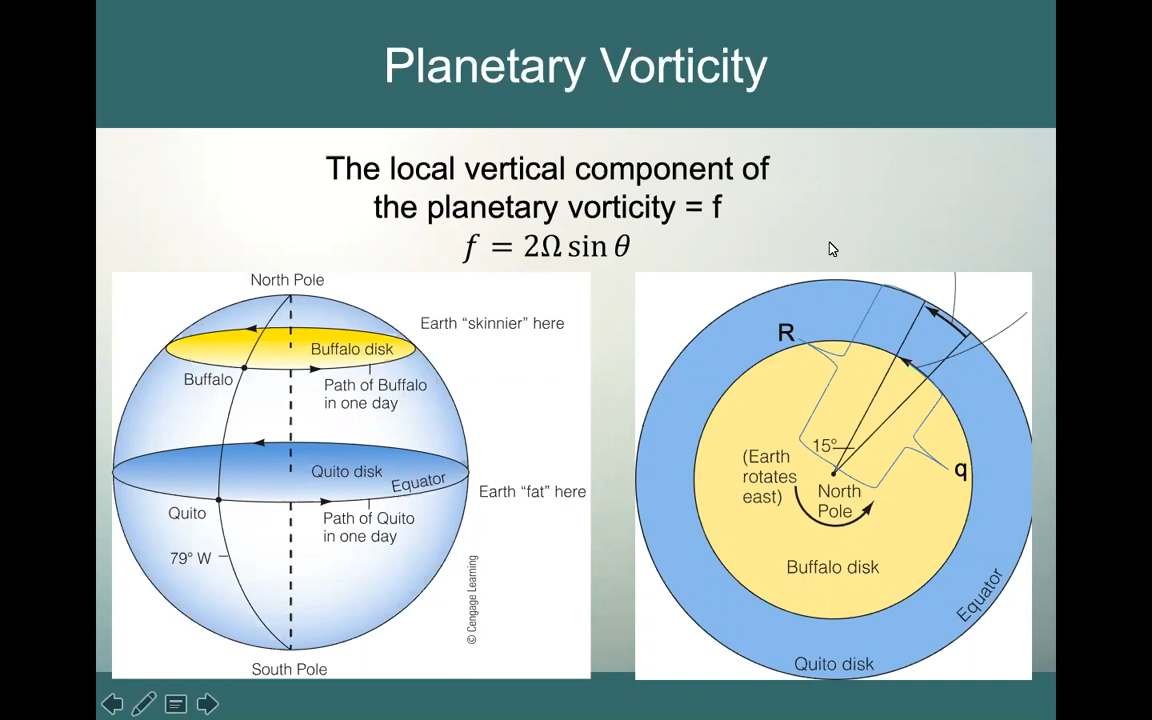 Planetary Vorticity
The local vertical component of
the planetary vorticity = f
f = 2Ω sin θ
North Pole
Earth “skinnier” here
Buffalo disk
Buffalo
Path of Buffalo
in one day
Quito disk
Equator
Earth “fat” here
Quito
Path of Quito
in one day
79° W
© Cengage Learning
South Pole
R
15°
(Earth
rotates
east)
q
North
Pole
Buffalo disk
Equator
Quito disk